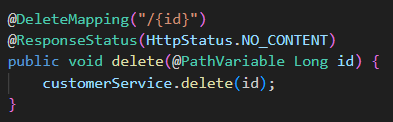 @DeleteMapping("/{id}")
@ResponseStatus(HttpStatus.NO_CONTENT)
public void delete(@PathVariable Long id) {
    customerService.delete(id);
}